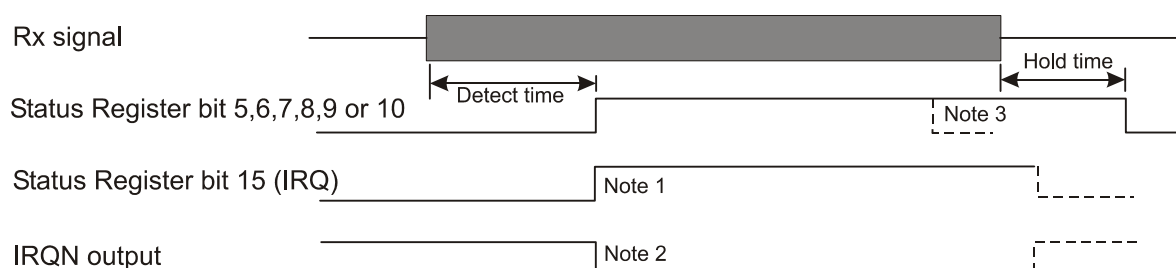 Rx signal
Hold time
Detect time
Status Register bit 5,6,7,8,9 or 10
Note 3
Status Register bit 15 (IRQ)
Note 1
IRQN output
Note 2